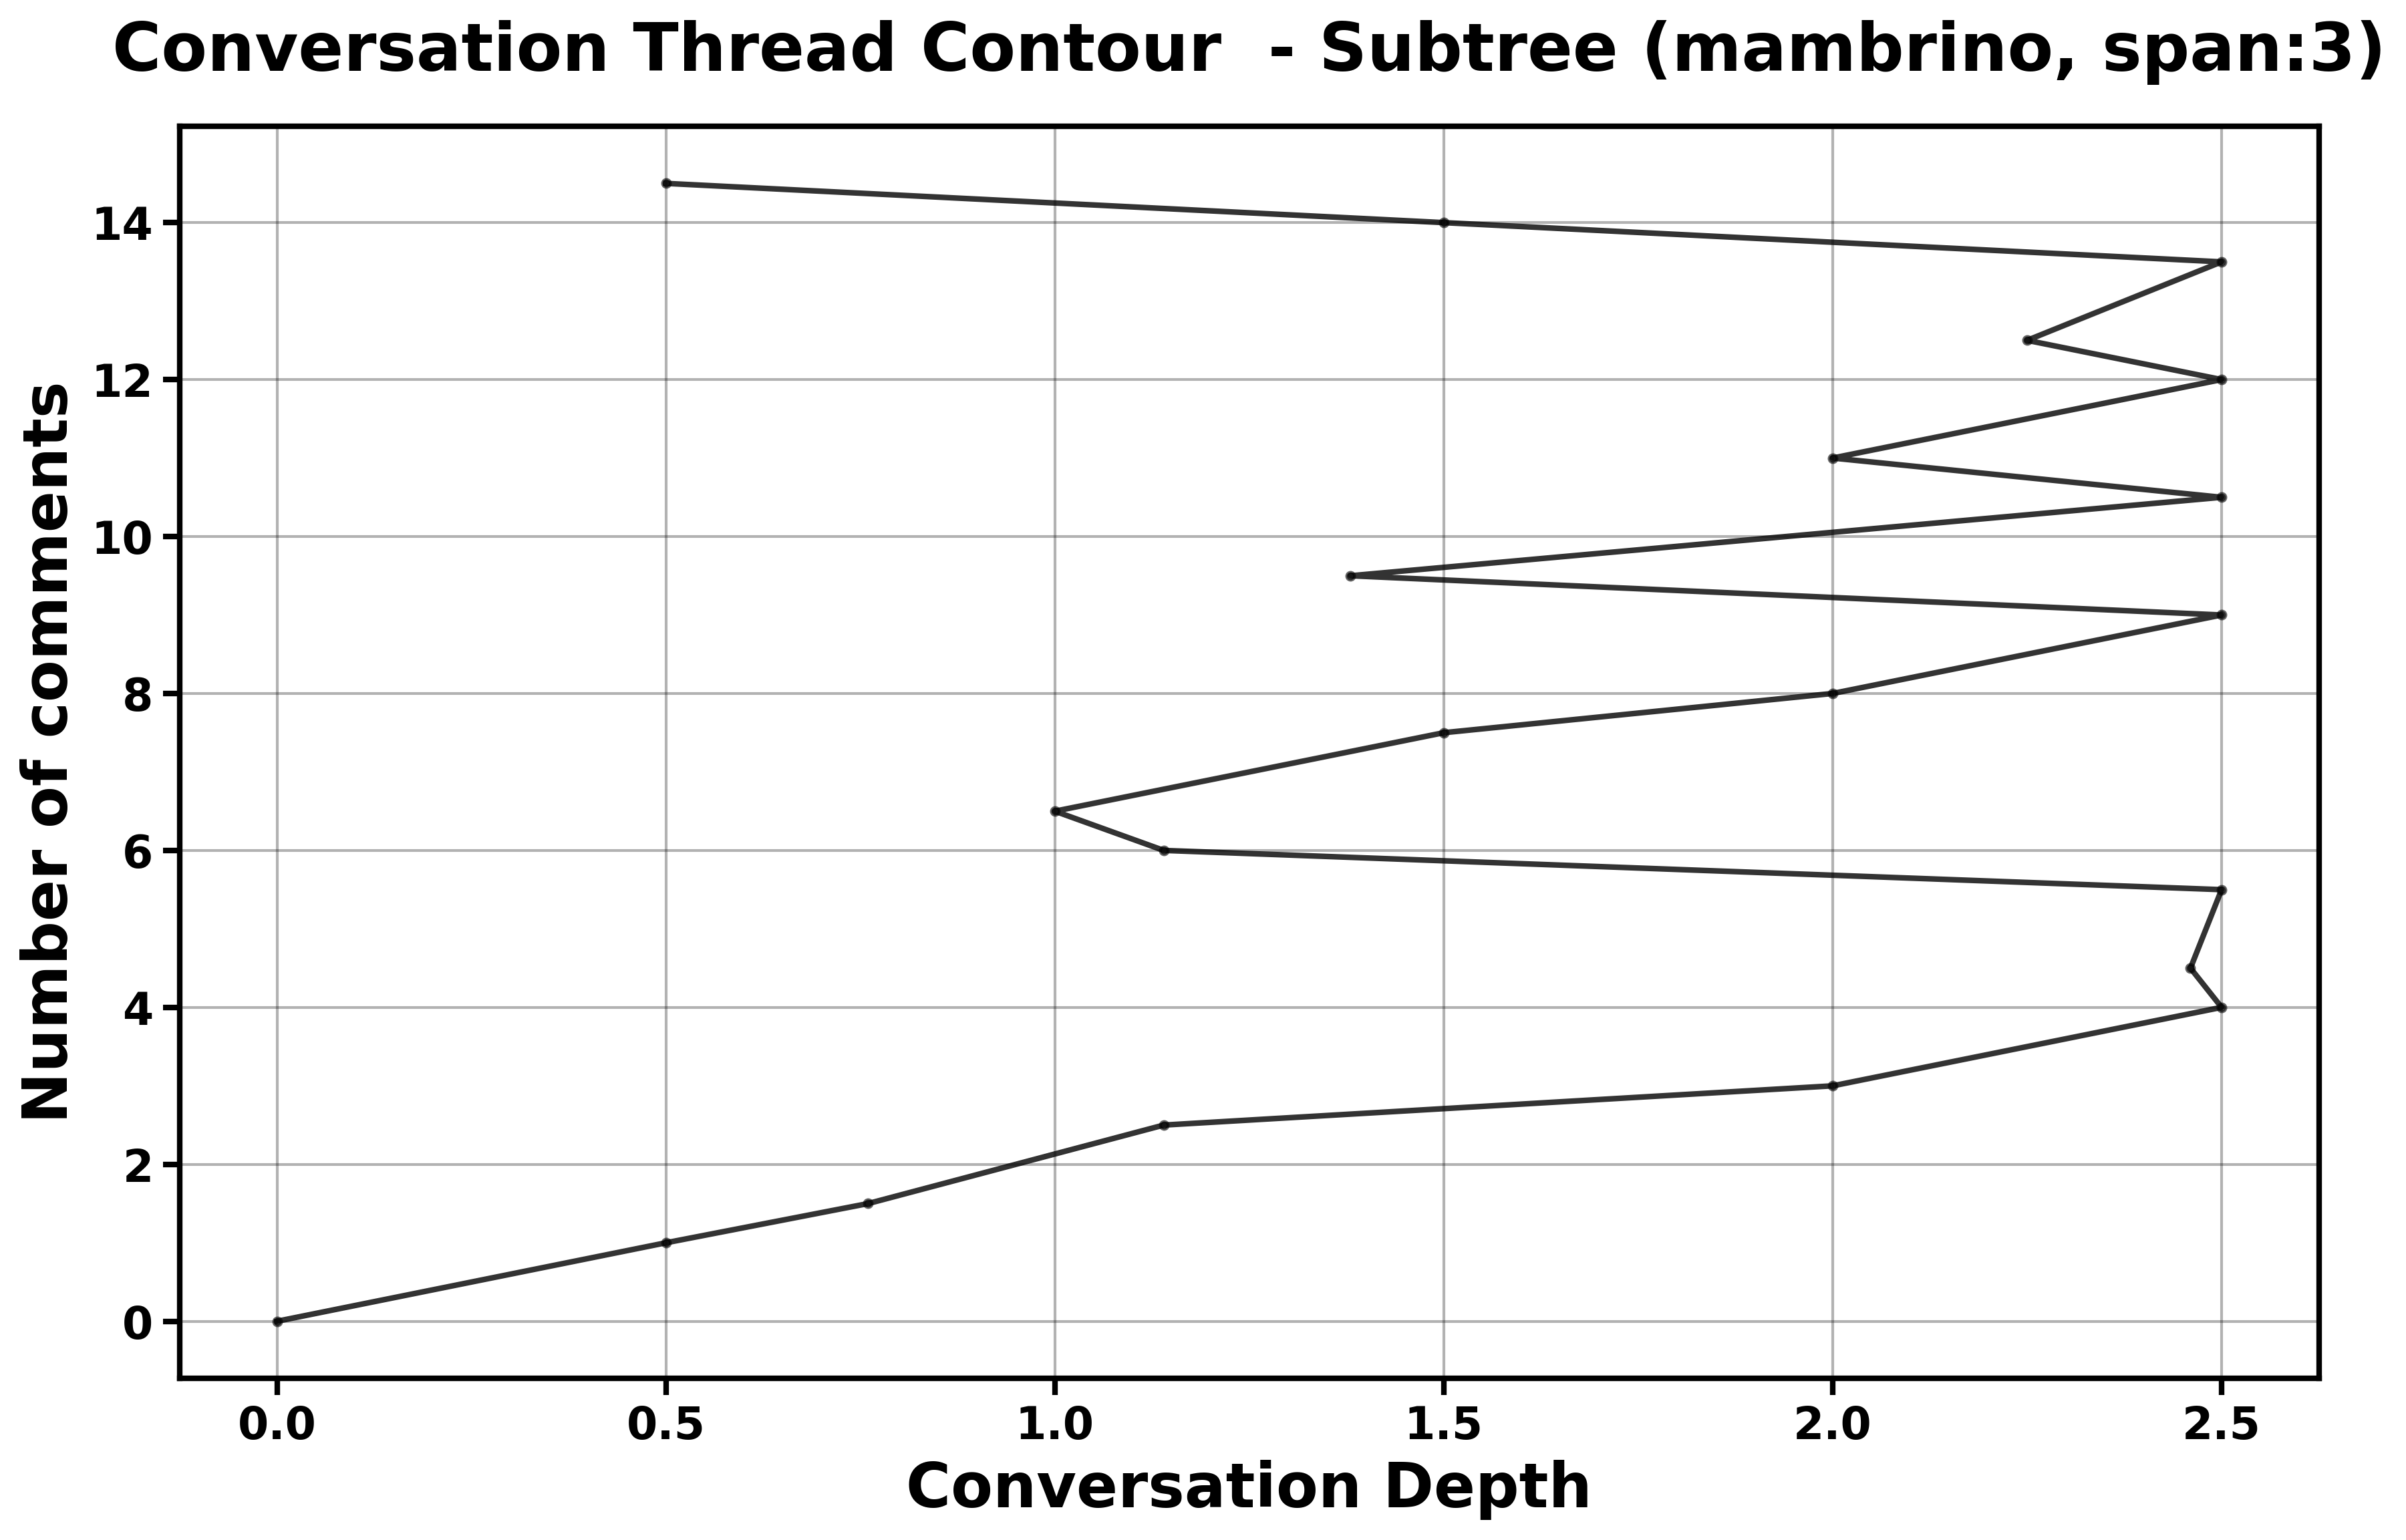 Conversation Thread Contour  - Subtree (mambrino, span:3)
Number of comments
14
12
10
8
6
4
2
0
0.0 0.5 1.0 1.5 2.0 2.5
Conversation Depth